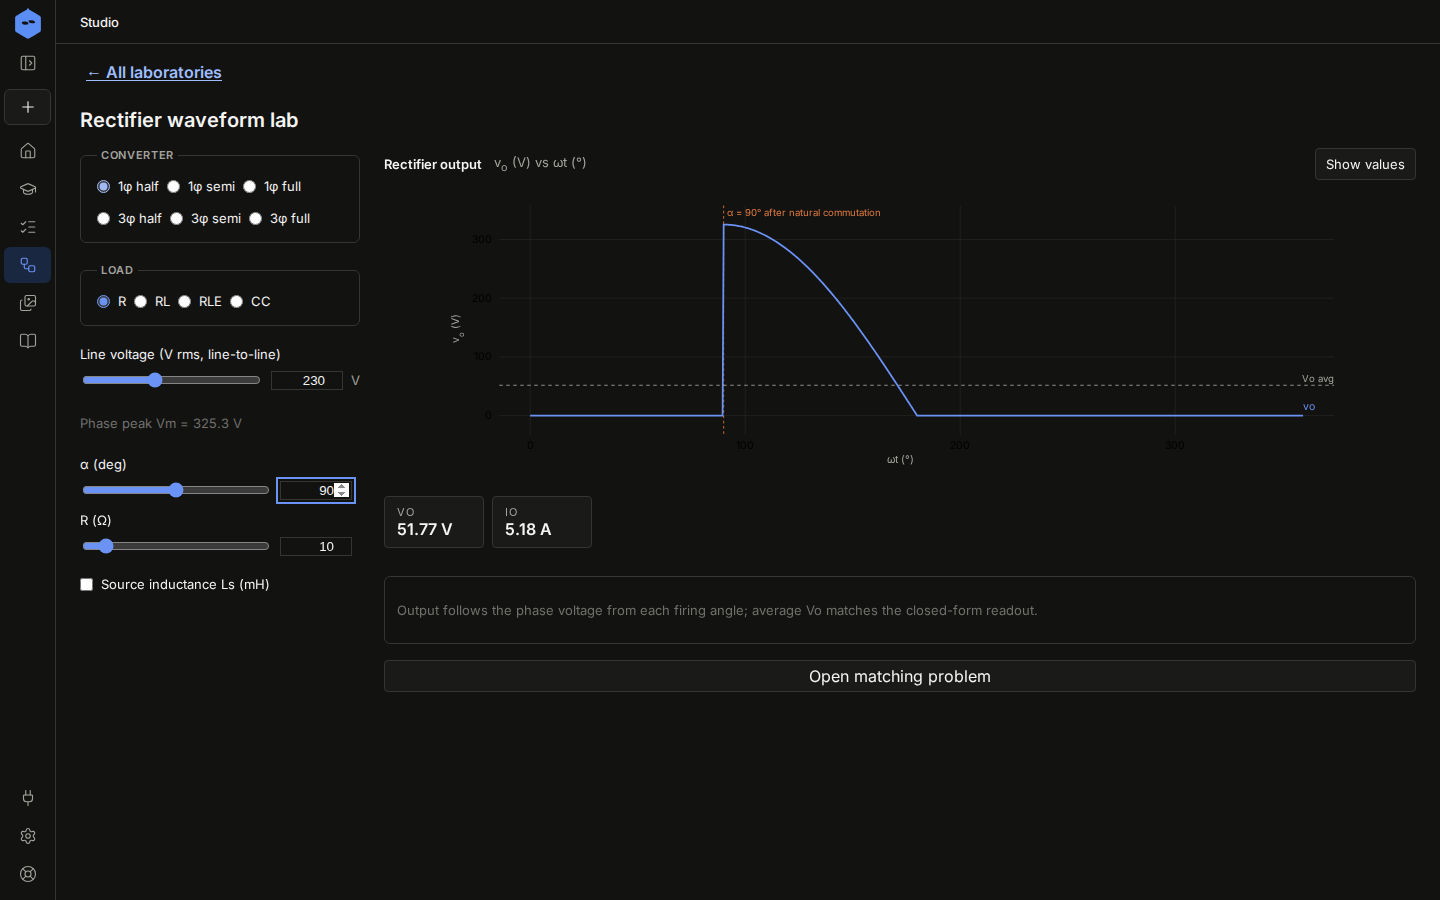 Studio
← All laboratories
Rectifier waveform lab
CONVERTER
1φ half 1φ semi 1φ full
3φ half 3φ semi 3φ full
LOAD
R RL RLE CC
Line voltage (V rms, line-to-line)
230 V
Phase peak Vm = 325.3 V
α (deg)
90
R (Ω)
10
Source inductance Ls (mH)
Rectifier output vo (V) vs ωt (°)
Show values
α = 90° after natural commutation
300
200
100
0
vo (V)
Vo avg
vo
0 100 200 300
ωt (°)
VO
51.77 V
IO
5.18 A
Output follows the phase voltage from each firing angle; average Vo matches the closed-form readout.
Open matching problem